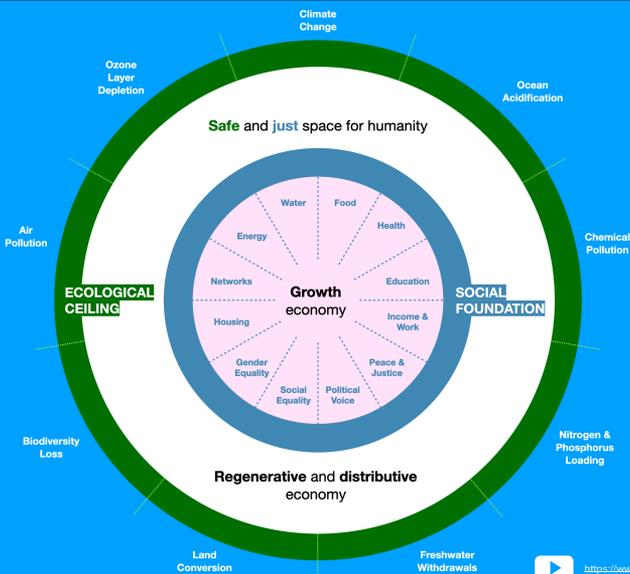 Climate
Change
Ozone
Layer
Depletion
Ocean
Acidification
Safe and just space for humanity
Water
Food
Health
Energy
Air
Pollution
Chemical
Pollution
Networks
Education
ECOLOGICAL
CEILING
Growth
economy
SOCIAL
FOUNDATION
Housing
Income &
Work
Gender
Equality
Peace &
Justice
Social
Equality
Political
Voice
Biodiversity
Loss
Nitrogen &
Phosphorus
Loading
Regenerative and distributive
economy
Land
Conversion
Freshwater
Withdrawals
https://ww